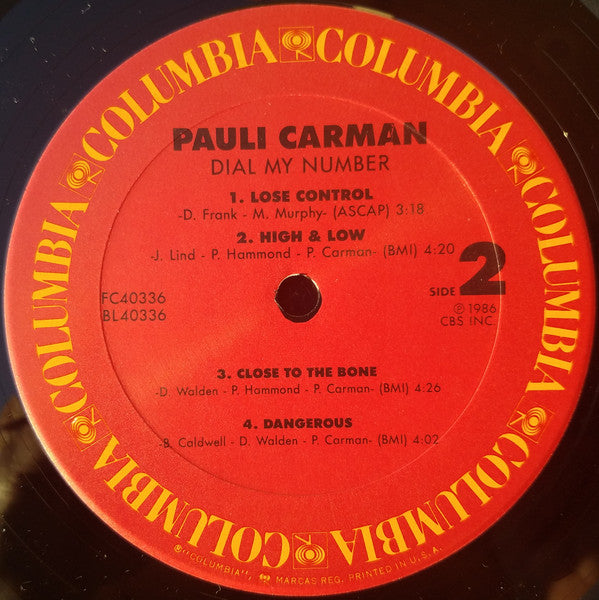 COLUMBIA COLUMBIA COLUMBIA COLUMBIA COLUMBIA COLUMBIA COLUMBIA
PAULI CARMAN
DIAL MY NUMBER
1. LOSE CONTROL
-D. Frank - M. Murphy- (ASCAP) 3:18
2. HIGH & LOW
-J. Lind - P. Hammond - P. Carman- (BMI) 4:20
SIDE 2
FC40336
BL40336
℗ 1986
CBS INC.
3. CLOSE TO THE BONE
-D. Walden - P. Hammond - P. Carman- (BMI) 4:26
4. DANGEROUS
-B. Caldwell - D. Walden - P. Carman- (BMI) 4:02
®"COLUMBIA", MARCAS REG. PRINTED IN U.S.A.